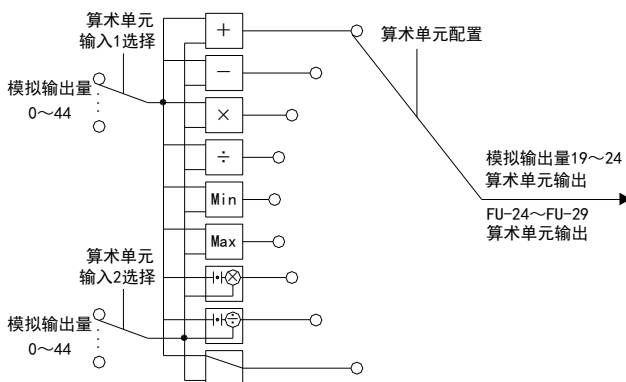 算术单元
输入1选择
模拟输出量
0～44
+
−
×
÷
Min
Max
|•|⊗
|•|÷
算术单元
输入2选择
模拟输出量
0～44
算术单元配置
模拟输出量19～24
算术单元输出
FU-24～FU-29
算术单元输出